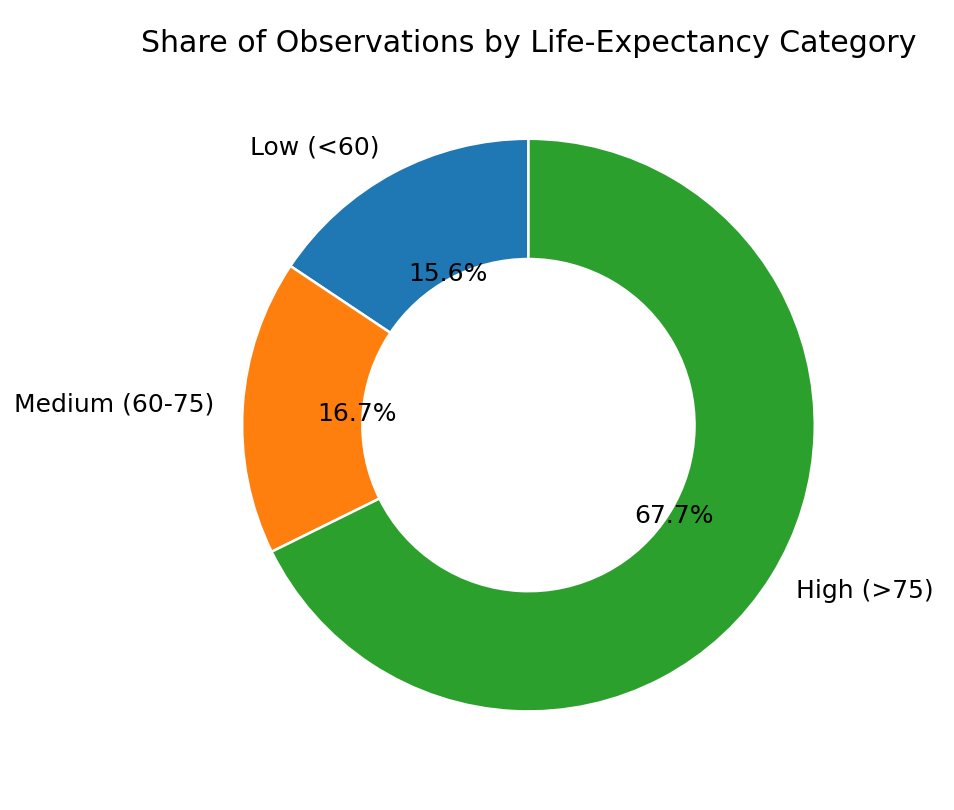 Share of Observations by Life-Expectancy Category
Low (<60)
15.6%
Medium (60-75)
16.7%
67.7%
High (>75)